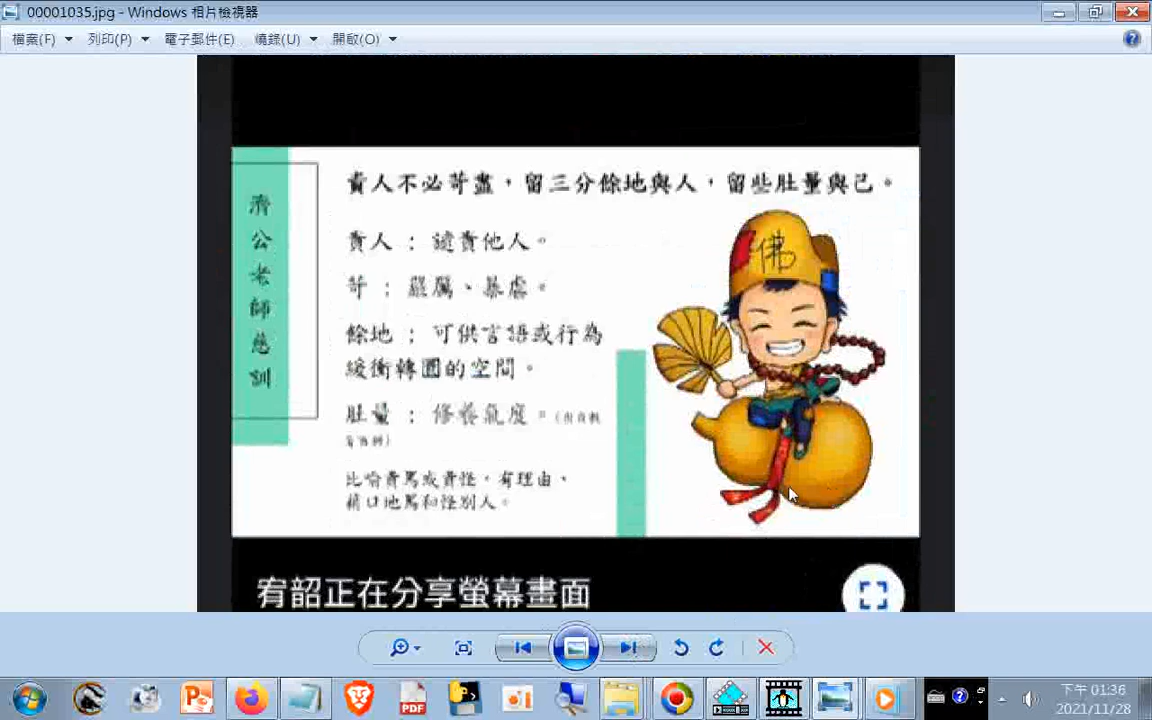 00001035.jpg - Windows 相片檢視器
檔案(F) 列印(P) 電子郵件(E) 燒錄(U) 開啟(O)
濟公老師慈訓
責人不必苛盡，留三分餘地與人，留些肚量與己。
責人：譴責他人。
苛：嚴厲、暴虐。
餘地：可供言語或行為
緩衝轉圜的空間。
肚量：修養氣度。
比喻責罵或責怪，有理由、
藉口地罵和怪別人。
佛
宥韶正在分享螢幕畫面
下午 01:36
2021/11/28